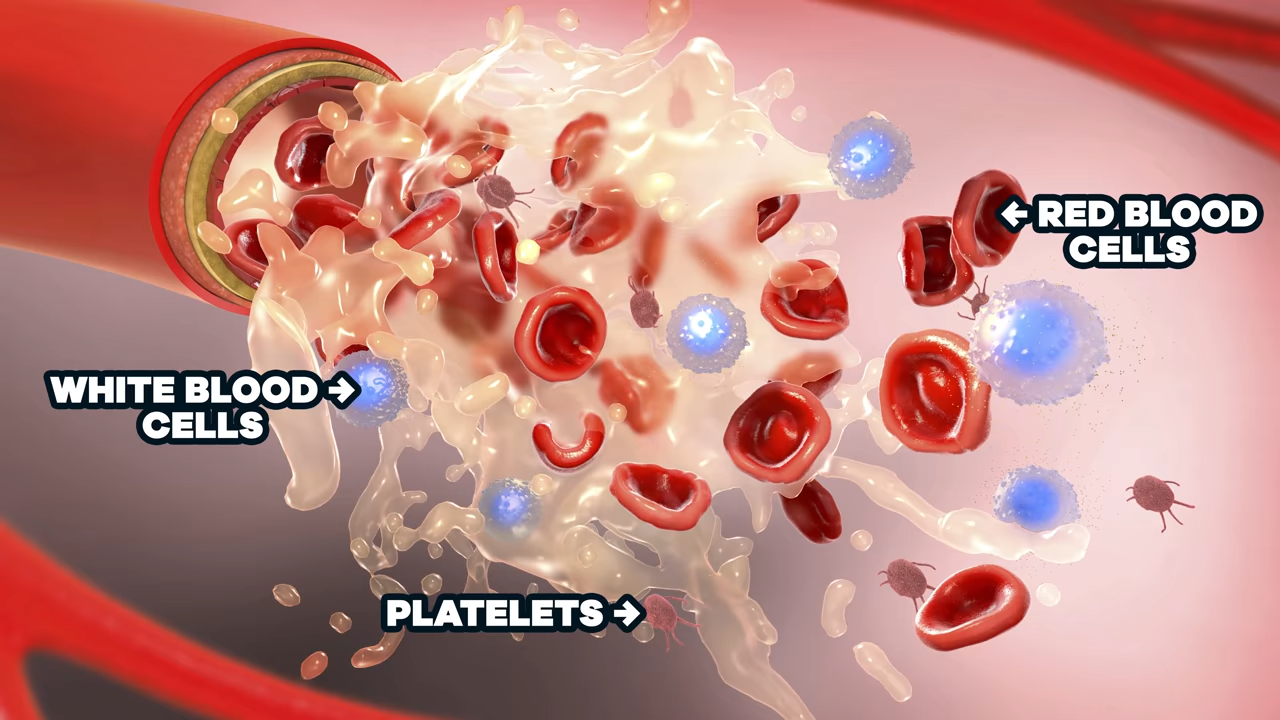 ← RED BLOOD
CELLS
WHITE BLOOD →
CELLS
PLATELETS →